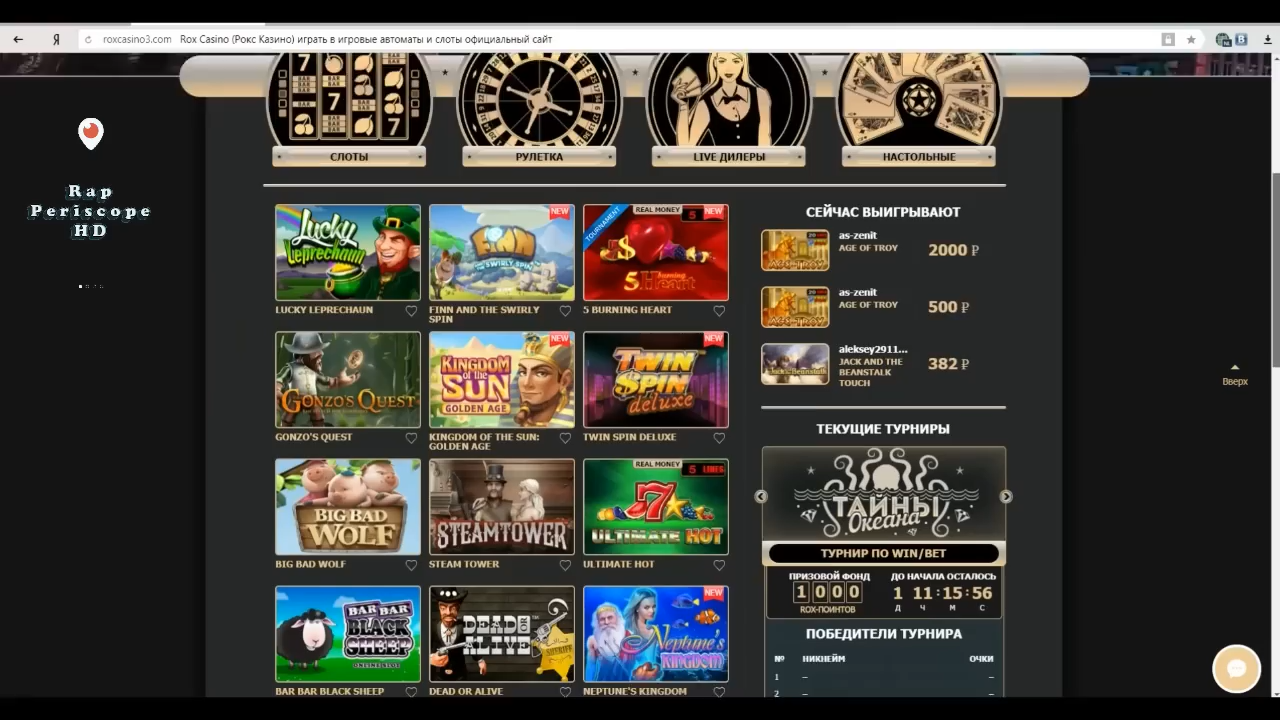 Я
roxcasino3.com Rox Casino (Рокс Казино) играть в игровые автоматы и слоты официальный сайт
СЛОТЫ
РУЛЕТКА
LIVE ДИЛЕРЫ
НАСТОЛЬНЫЕ
Rap
Periscope
HD
Lucky
Leprechaun
LUCKY LEPRECHAUN
NEW
FINN
AND THE SWIRLY SPIN
FINN AND THE SWIRLY
SPIN
TOURNAMENT
REAL MONEY
5
NEW
5 burning Heart
5 BURNING HEART
GONZO'S QUEST
GONZO'S QUEST
NEW
KINGDOM
of the
SUN
GOLDEN AGE
KINGDOM OF THE SUN:
GOLDEN AGE
NEW
TWIN
SPIN
deluxe
TWIN SPIN DELUXE
BIG BAD
WOLF
BIG BAD WOLF
STEAMTOWER
STEAM TOWER
REAL MONEY
5 LINES
7
ULTIMATE HOT
ULTIMATE HOT
BAR BAR
BLACK
SHEEP
ONLINE SLOT
BAR BAR BLACK SHEEP
DEAD
OR
ALIVE
SHERIFF
DEAD OR ALIVE
NEW
Neptune's
KINGDOM
NEPTUNE'S KINGDOM
СЕЙЧАС ВЫИГРЫВАЮТ
as-zenit
AGE OF TROY
2000 ₽
as-zenit
AGE OF TROY
500 ₽
aleksey2911...
JACK AND THE
BEANSTALK
TOUCH
382 ₽
ТЕКУЩИЕ ТУРНИРЫ
ТАЙНЫ
Океана
ТУРНИР ПО WIN/BET
ПРИЗОВОЙ ФОНД
1000
ROX-ПОИНТОВ
ДО НАЧАЛА ОСТАЛОСЬ
1 11:15:56
Д Ч М С
ПОБЕДИТЕЛИ ТУРНИРА
№ НИКНЕЙМ ОЧКИ
1 – –
2 – –
Вверх